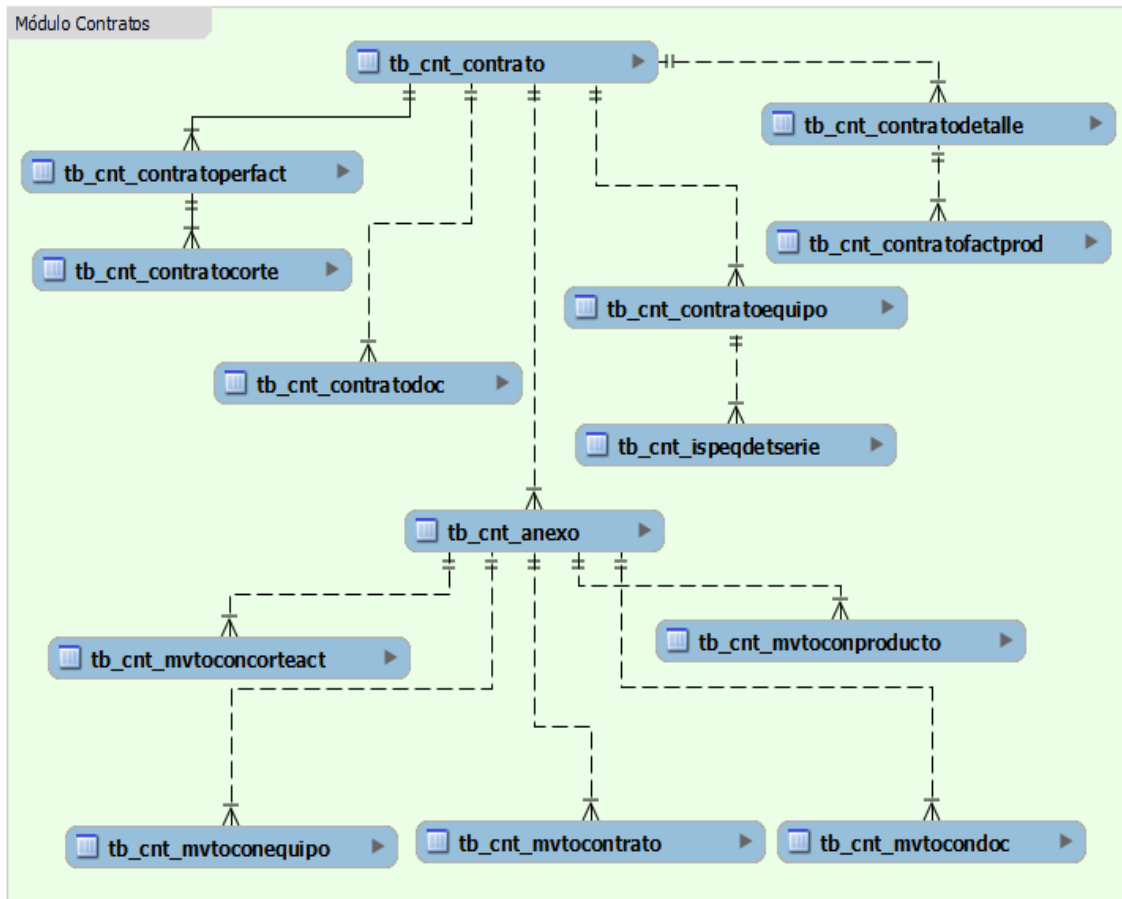 Módulo Contratos
tb_cnt_contrato
tb_cnt_contratodetalle
tb_cnt_contratoperfact
tb_cnt_contratofactprod
tb_cnt_contratocorte
tb_cnt_contratoequipo
tb_cnt_contratodoc
tb_cnt_ispeqdetserie
tb_cnt_anexo
tb_cnt_mvtoconproducto
tb_cnt_mvtoconcorteact
tb_cnt_mvtoconequipo
tb_cnt_mvtocontrato
tb_cnt_mvtocondoc